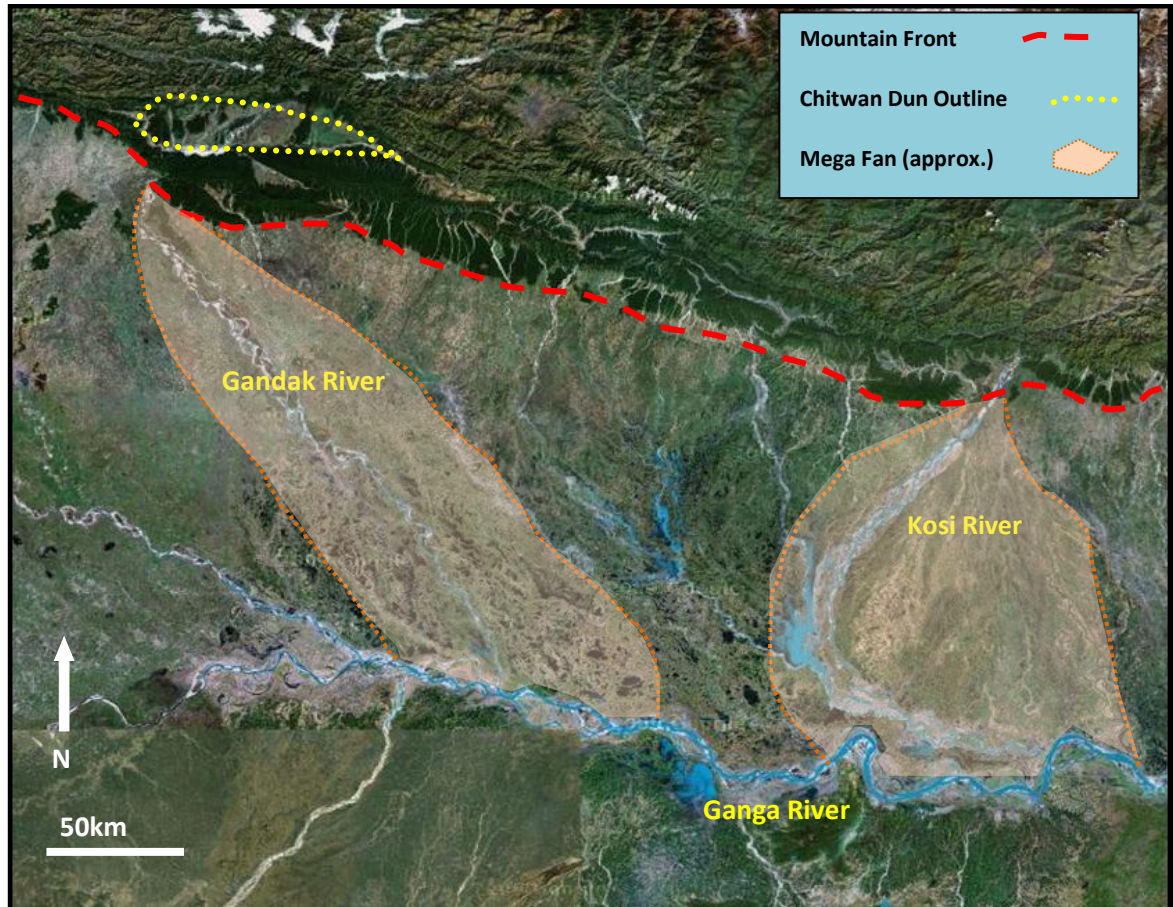 Mountain Front
Chitwan Dun Outline
Mega Fan (approx.)
Gandak River
Kosi River
N
Ganga River
50km